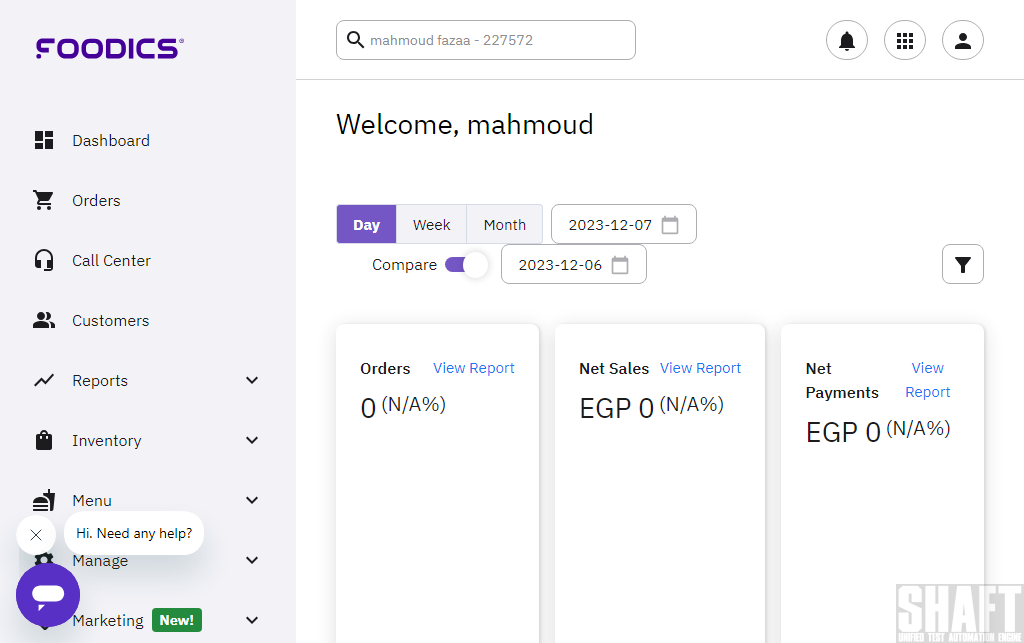 FOODICS®
mahmoud fazaa - 227572
Dashboard
Orders
Call Center
Customers
Reports
Inventory
Menu
Hi. Need any help?
Manage
Marketing New!
Welcome, mahmoud
Day Week Month 2023-12-07
Compare 2023-12-06
Orders View Report
0 (N/A%)
Net Sales View Report
EGP 0 (N/A%)
Net Payments View Report
EGP 0 (N/A%)
SHAFT
UNIFIED TEST AUTOMATION ENGINE